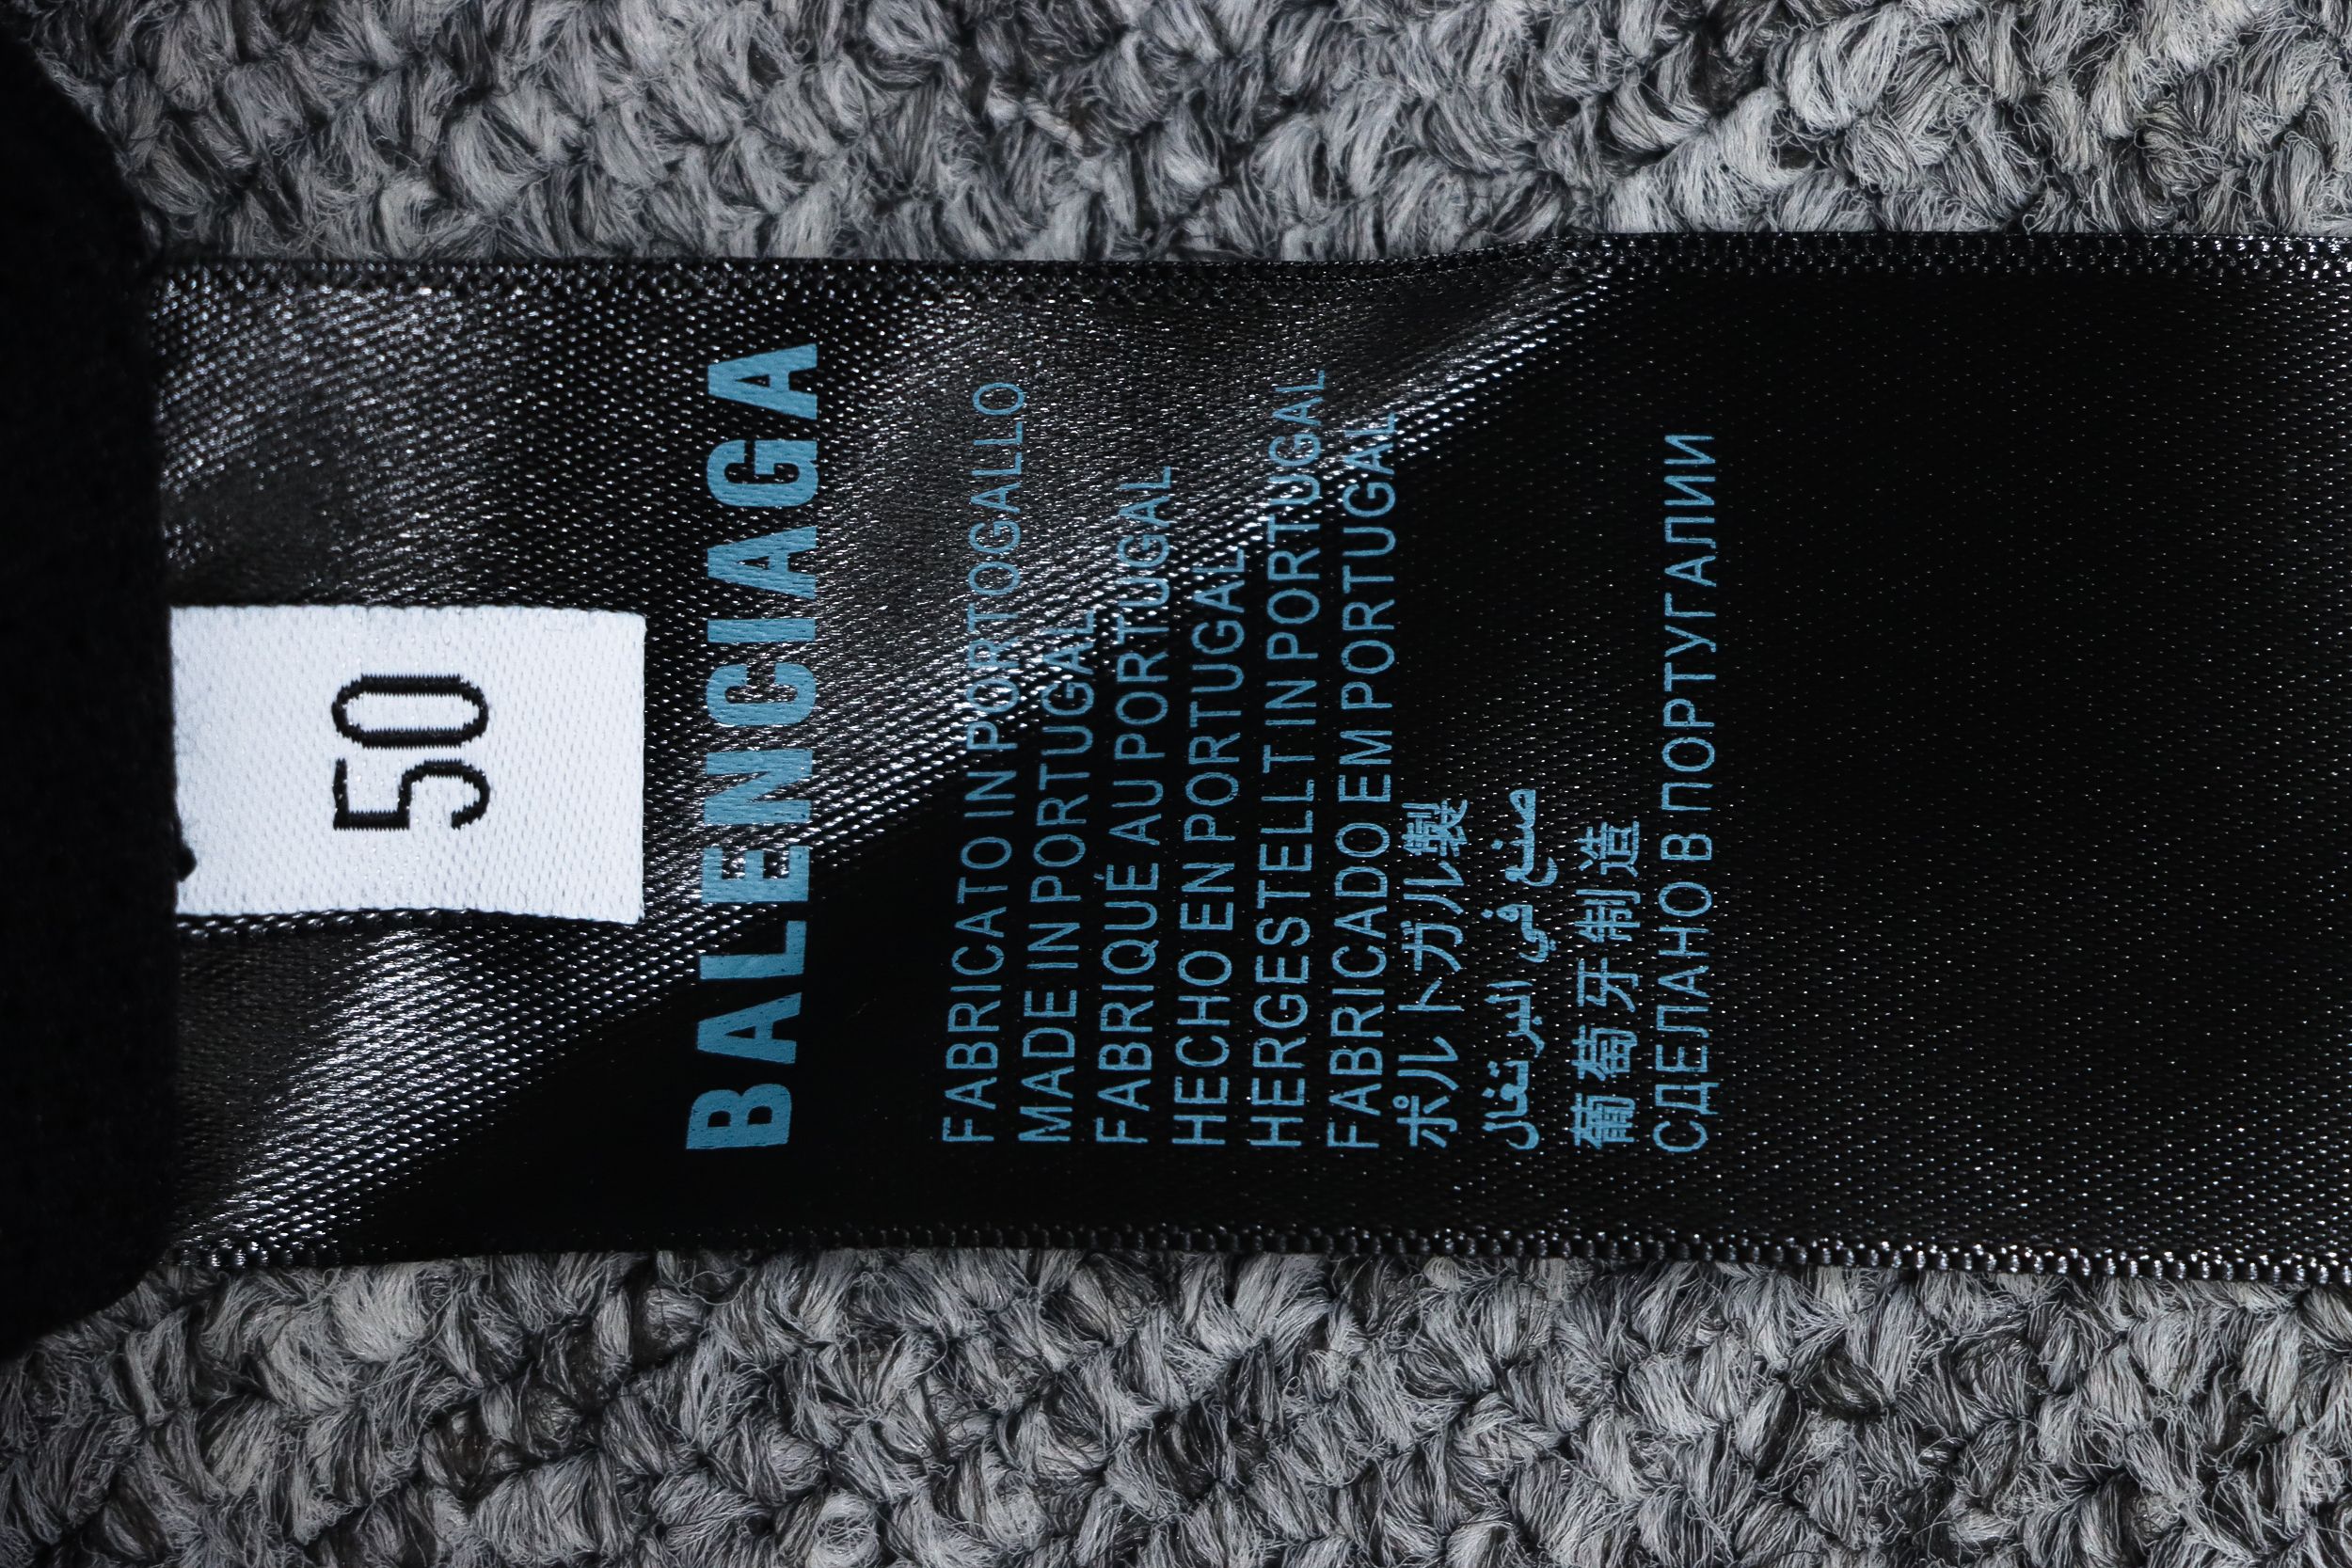 50
BALENCIAGA
FABRICATO IN PORTOGALLO
MADE IN PORTUGAL
FABRIQUÉ AU PORTUGAL
HECHO EN PORTUGAL
HERGESTELLT IN PORTUGAL
FABRICADO EM PORTUGAL
ポルトガル製
صنع في البرتغال
葡萄牙制造
СДЕЛАНО В ПОРТУГАЛИИ